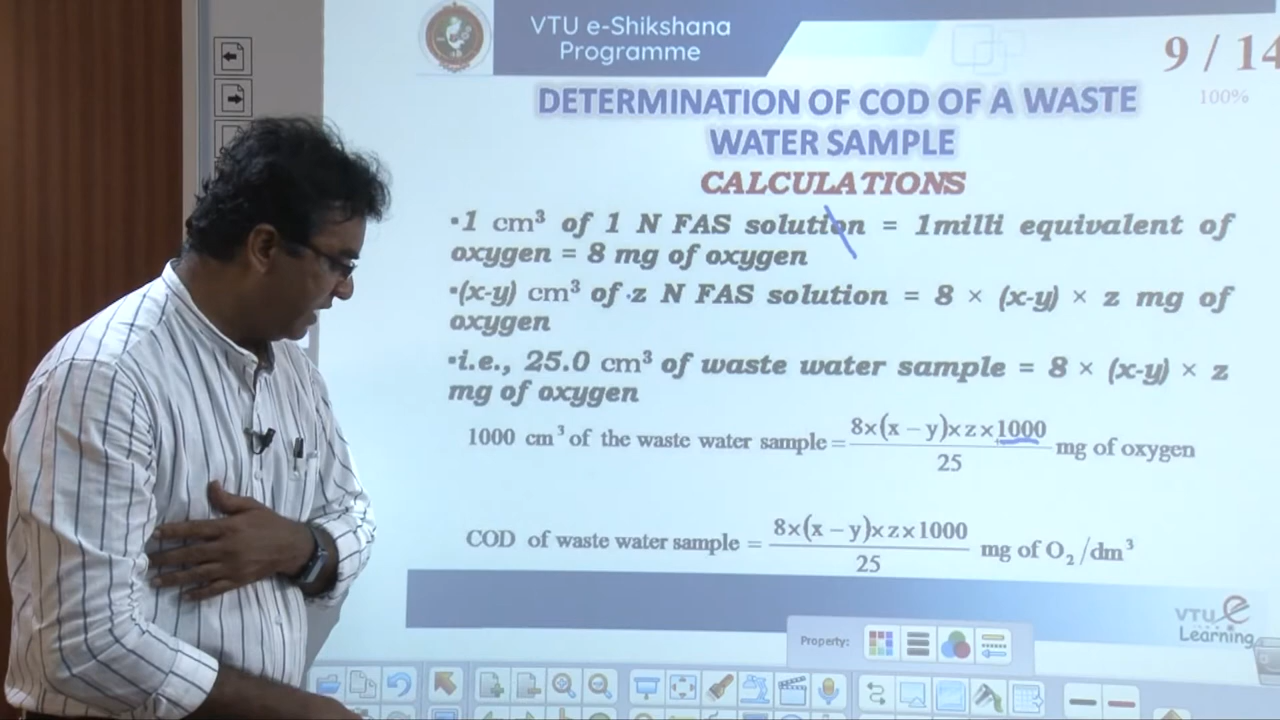 VTU e-Shikshana
Programme
9 / 14
100%
DETERMINATION OF COD OF A WASTE
WATER SAMPLE
CALCULATIONS
▪1 cm³ of 1 N FAS solution = 1milli equivalent of
oxygen = 8 mg of oxygen
▪(x-y) cm³ of z N FAS solution = 8 × (x-y) × z mg of
oxygen
▪i.e., 25.0 cm³ of waste water sample = 8 × (x-y) × z
mg of oxygen
1000 cm³ of the waste water sample = 8×(x − y)×z×1000 / 25 mg of oxygen
COD of waste water sample = 8×(x − y)×z×1000 / 25 mg of O₂/dm³
VTU e
Learning
Property: